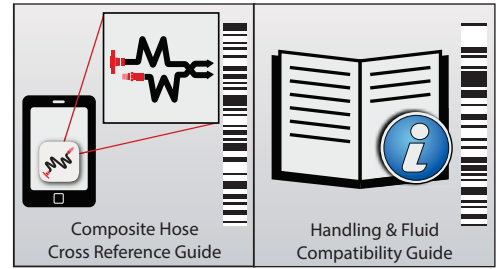 Composite Hose
Cross Reference Guide
Handling & Fluid
Compatibility Guide